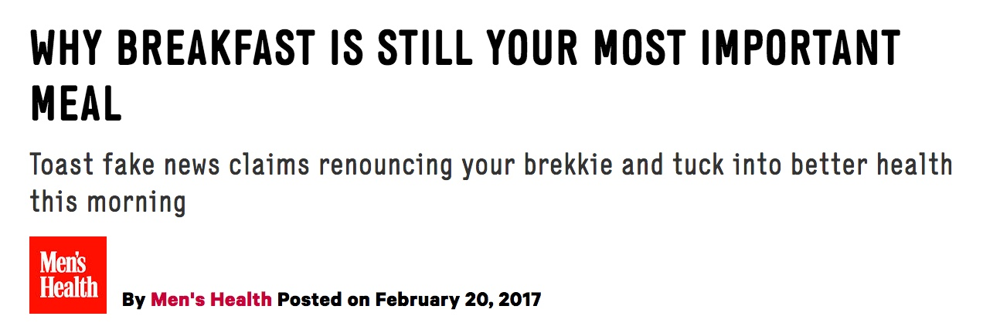 WHY BREAKFAST IS STILL YOUR MOST IMPORTANT
MEAL
Toast fake news claims renouncing your brekkie and tuck into better health
this morning
Men's
Health
By Men's Health Posted on February 20, 2017